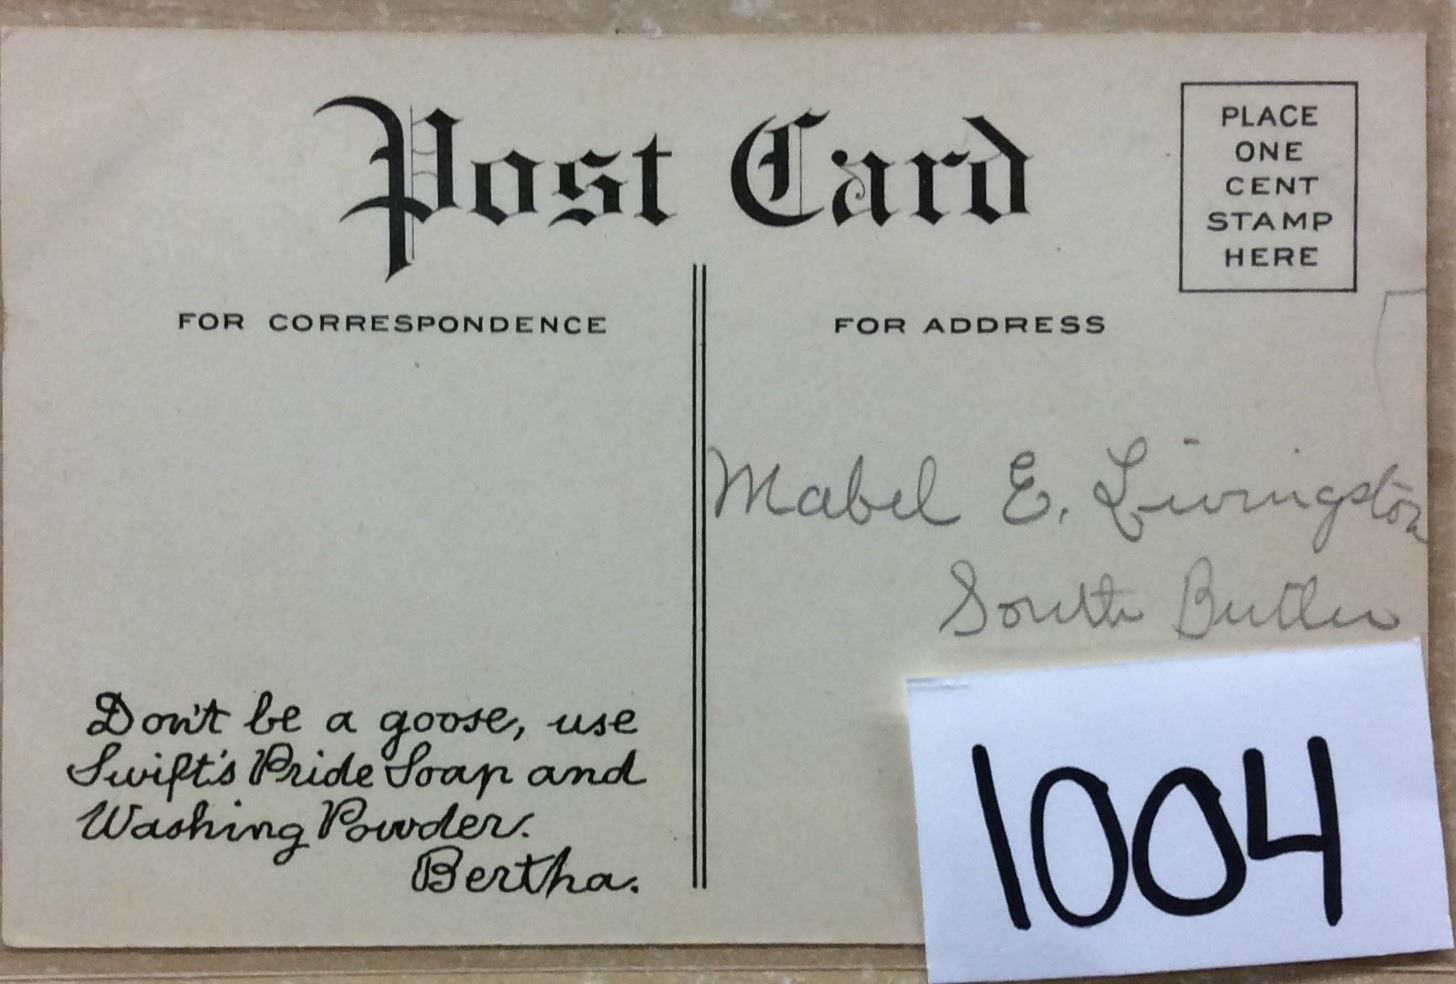 Post Card
PLACE
ONE
CENT
STAMP
HERE
FOR CORRESPONDENCE
FOR ADDRESS
Mabel E. Livingston
South Butler
Don't be a goose, use
Swift's Pride Soap and
Washing Powder.
Bertha.
1004